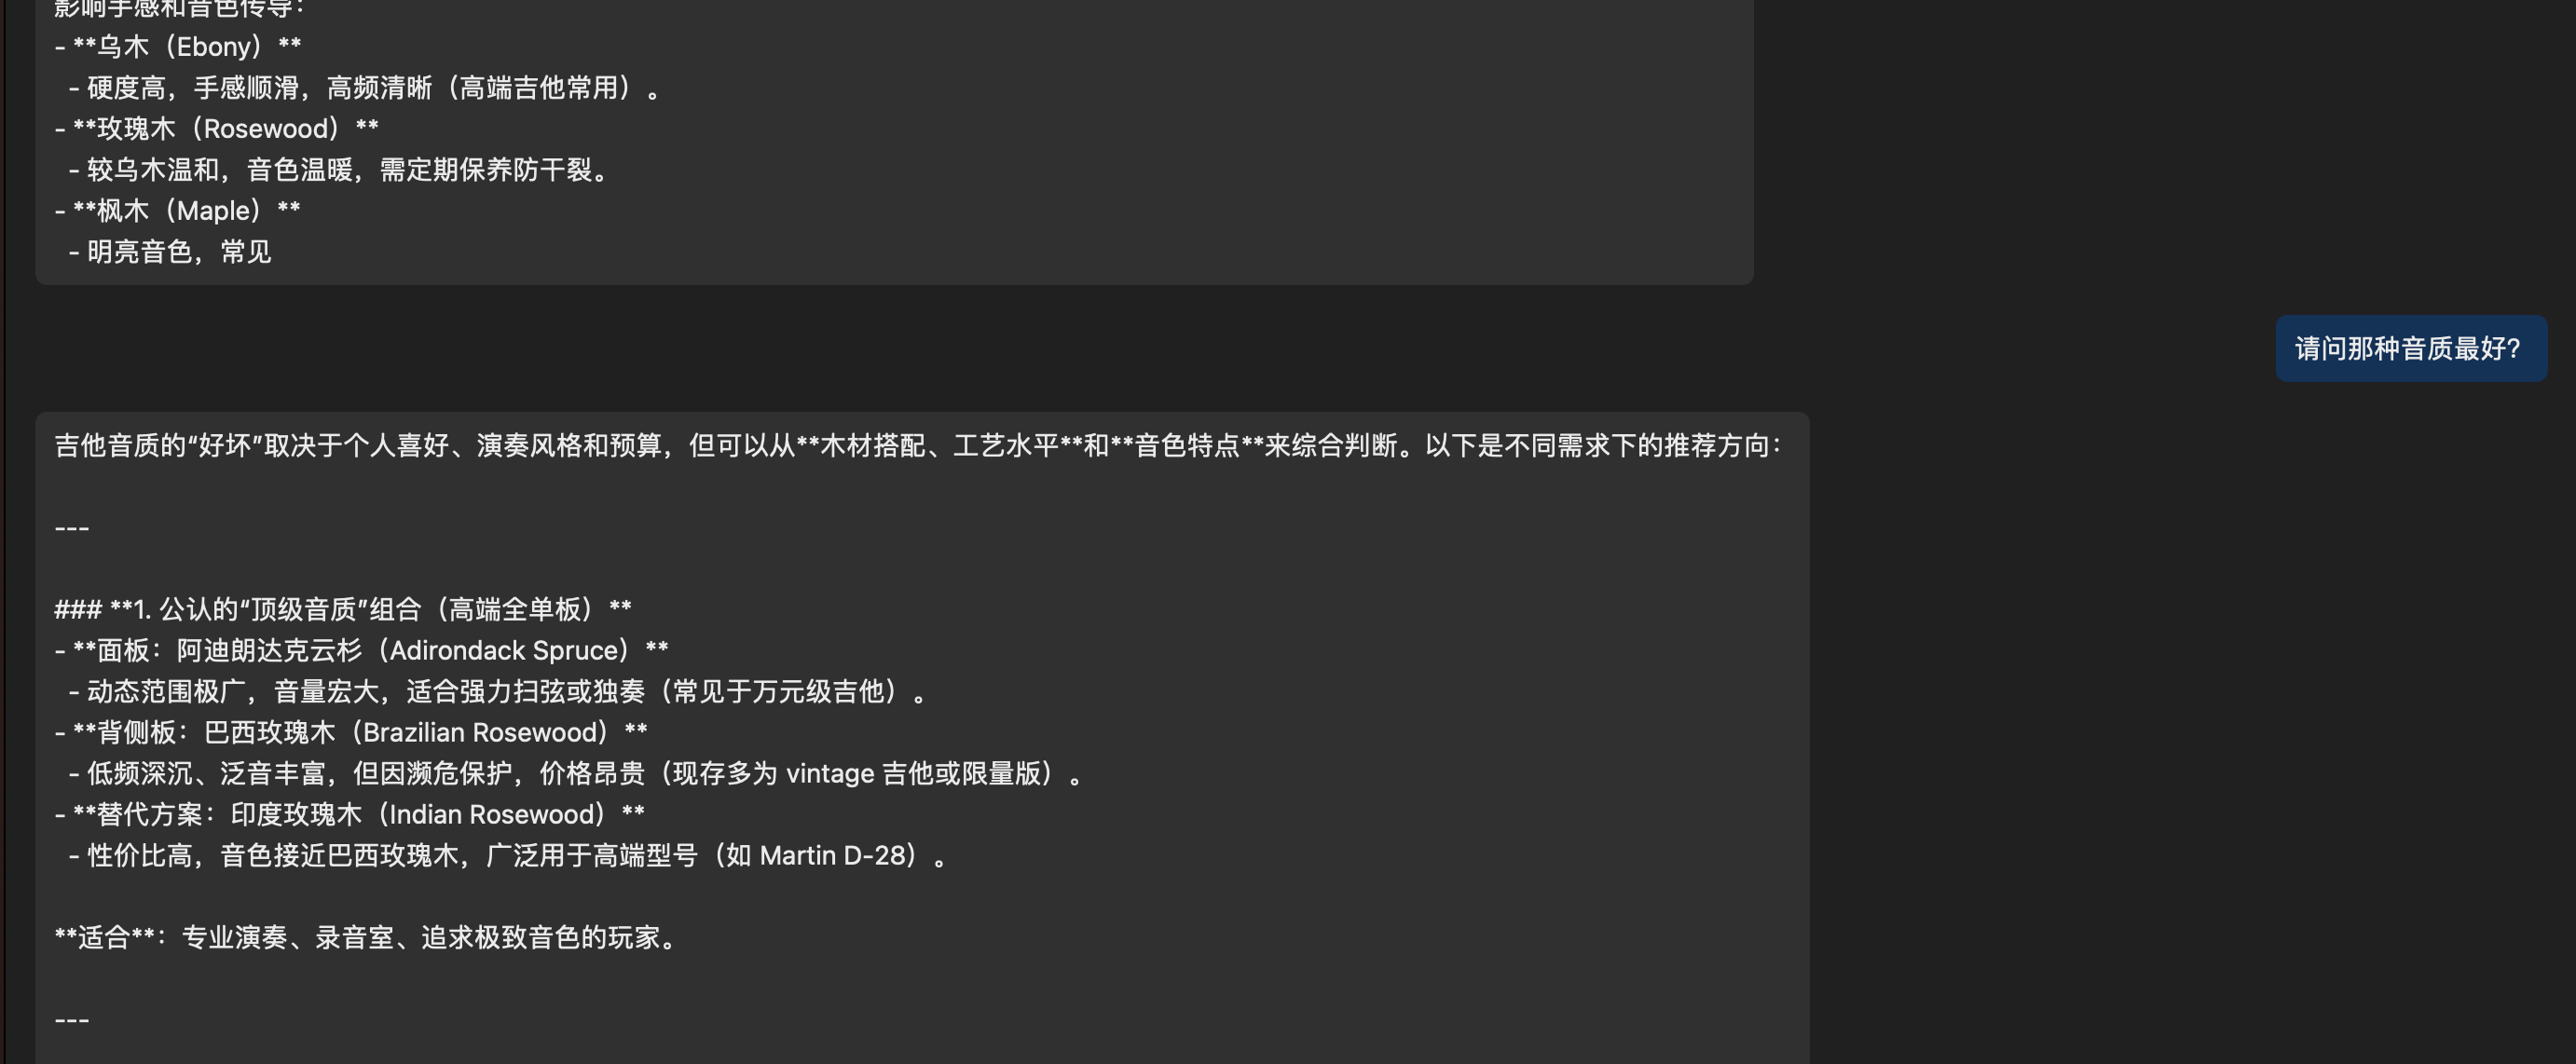 影响手感和音色传导：
- **乌木（Ebony）**
- 硬度高，手感顺滑，高频清晰（高端吉他常用）。
- **玫瑰木（Rosewood）**
- 较乌木温和，音色温暖，需定期保养防干裂。
- **枫木（Maple）**
- 明亮音色，常见
请问那种音质最好?
吉他音质的“好坏”取决于个人喜好、演奏风格和预算，但可以从**木材搭配、工艺水平**和**音色特点**来综合判断。以下是不同需求下的推荐方向：
---
### **1. 公认的“顶级音质”组合（高端全单板）**
- **面板：阿迪朗达克云杉（Adirondack Spruce）**
- 动态范围极广，音量宏大，适合强力扫弦或独奏（常见于万元级吉他）。
- **背侧板：巴西玫瑰木（Brazilian Rosewood）**
- 低频深沉、泛音丰富，但因濒危保护，价格昂贵（现存多为 vintage 吉他或限量版）。
- **替代方案：印度玫瑰木（Indian Rosewood）**
- 性价比高，音色接近巴西玫瑰木，广泛用于高端型号（如 Martin D-28）。
**适合**：专业演奏、录音室、追求极致音色的玩家。
---